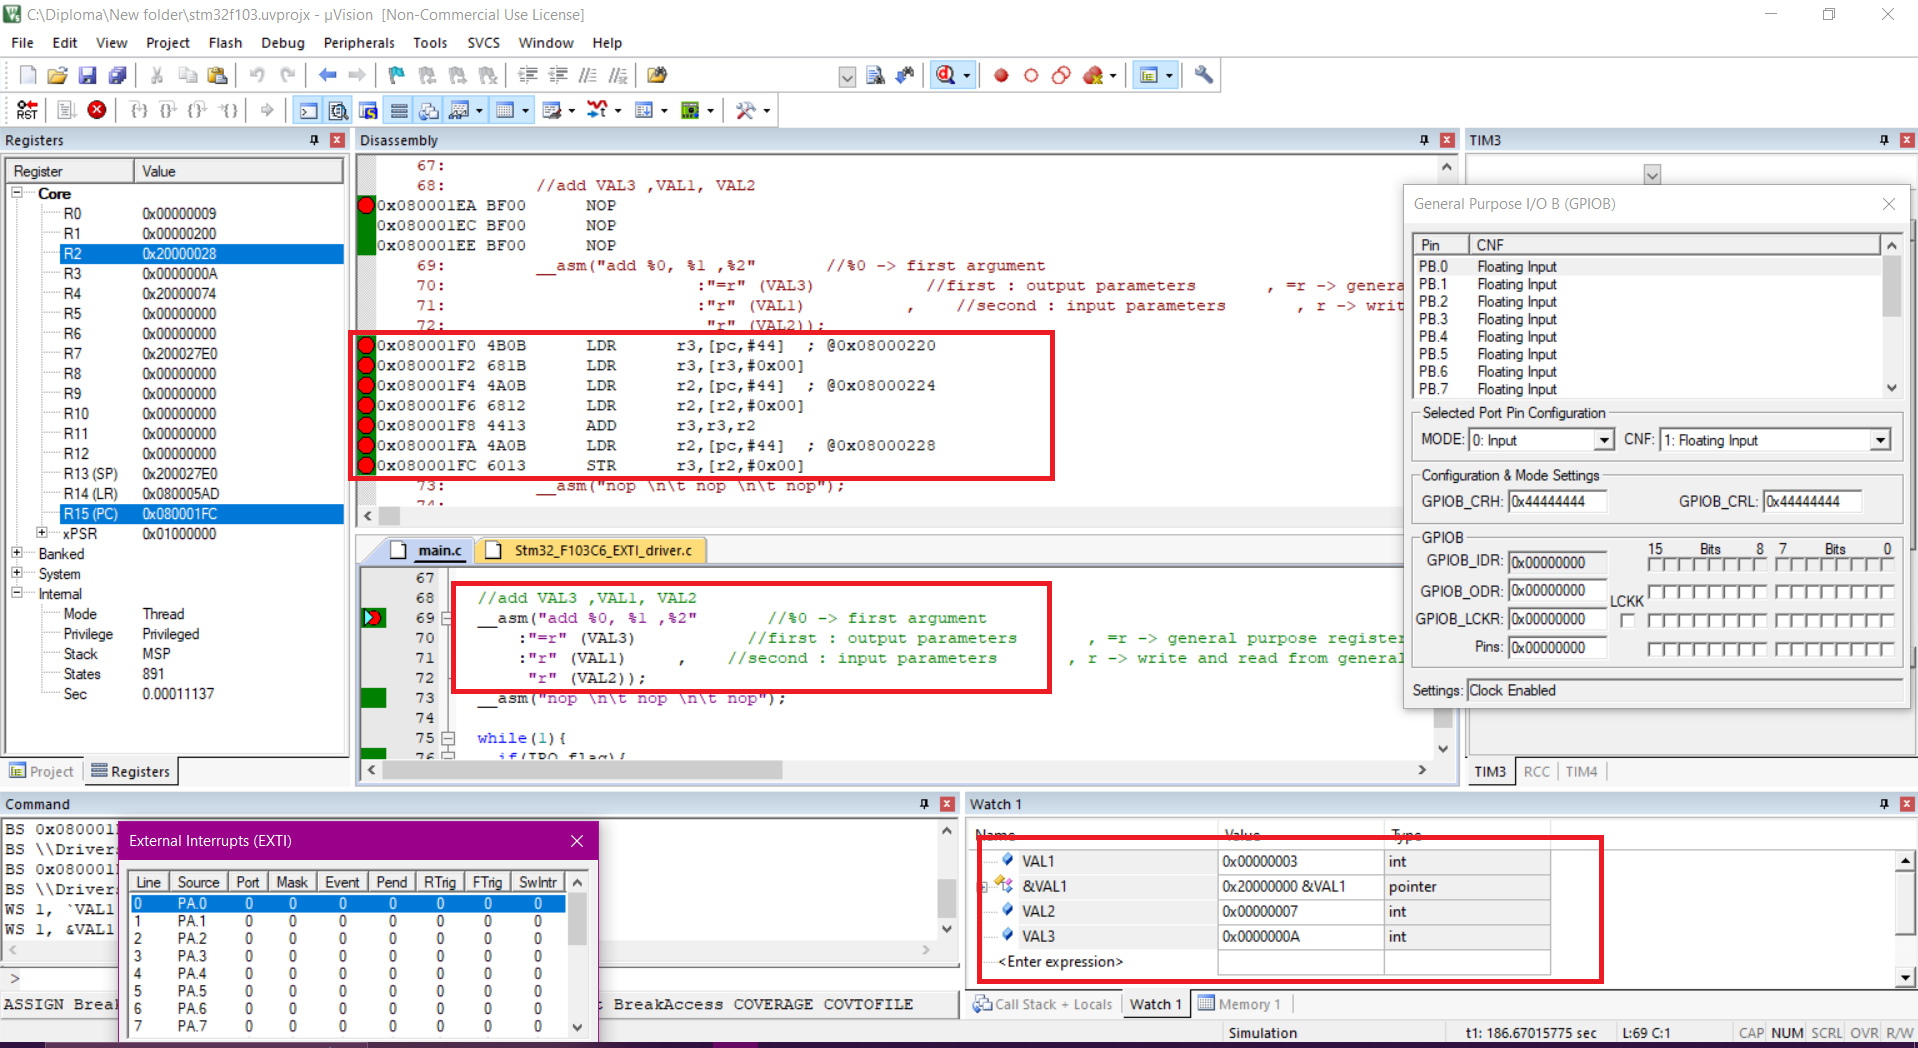 C:\Diploma\New folder\stm32f103.uvprojx - µVision  [Non-Commercial Use License]
File Edit View Project Flash Debug Peripherals Tools SVCS Window Help
RST
Registers
Register Value
Core
R0 0x00000009
R1 0x00000200
R2 0x20000028
R3 0x0000000A
R4 0x20000074
R5 0x00000000
R6 0x00000000
R7 0x200027E0
R8 0x00000000
R9 0x00000000
R10 0x00000000
R11 0x00000000
R12 0x00000000
R13 (SP) 0x200027E0
R14 (LR) 0x080005AD
R15 (PC) 0x080001FC
xPSR 0x01000000
Banked
System
Internal
Mode Thread
Privilege Privileged
Stack MSP
States 891
Sec 0.00011137
Project Registers
Disassembly
67:
68: //add VAL3 ,VAL1, VAL2
0x080001EA BF00 NOP
0x080001EC BF00 NOP
0x080001EE BF00 NOP
69: __asm("add %0, %1 ,%2" //%0 -> first argument
70: :"=r" (VAL3) //first : output parameters , =r -> genera
71: :"r" (VAL1) , //second : input parameters , r -> writ
72: "r" (VAL2));
0x080001F0 4B0B LDR r3,[pc,#44] ; @0x08000220
0x080001F2 681B LDR r3,[r3,#0x00]
0x080001F4 4A0B LDR r2,[pc,#44] ; @0x08000224
0x080001F6 6812 LDR r2,[r2,#0x00]
0x080001F8 4413 ADD r3,r3,r2
0x080001FA 4A0B LDR r2,[pc,#44] ; @0x08000228
0x080001FC 6013 STR r3,[r2,#0x00]
73: __asm("nop \n\t nop \n\t nop");
74:
main.c Stm32_F103C6_EXTI_driver.c
67
68 //add VAL3 ,VAL1, VAL2
69 __asm("add %0, %1 ,%2" //%0 -> first argument
70 :"=r" (VAL3) //first : output parameters , =r -> general purpose register
71 :"r" (VAL1) , //second : input parameters , r -> write and read from general
72 "r" (VAL2));
73 __asm("nop \n\t nop \n\t nop");
74
75 while(1){
76 if(IRQ_flag){
TIM3
General Purpose I/O B (GPIOB)
Pin CNF
PB.0 Floating Input
PB.1 Floating Input
PB.2 Floating Input
PB.3 Floating Input
PB.4 Floating Input
PB.5 Floating Input
PB.6 Floating Input
PB.7 Floating Input
Selected Port Pin Configuration
MODE: 0: Input CNF: 1: Floating Input
Configuration & Mode Settings
GPIOB_CRH: 0x44444444 GPIOB_CRL: 0x44444444
GPIOB
15 Bits 8 7 Bits 0
GPIOB_IDR: 0x00000000
GPIOB_ODR: 0x00000000
LCKK
GPIOB_LCKR: 0x00000000
Pins: 0x00000000
Settings: Clock Enabled
TIM3 RCC TIM4
Command
BS 0x080001
BS \\Driver
BS 0x080001
BS \\Driver
WS 1, `VAL1
WS 1, &VAL1
>
ASSIGN Brea BreakAccess COVERAGE COVTOFILE
External Interrupts (EXTI)
Line Source Port Mask Event Pend RTrig FTrig SwIntr
0 PA.0 0 0 0 0 0 0 0
1 PA.1 0 0 0 0 0 0 0
2 PA.2 0 0 0 0 0 0 0
3 PA.3 0 0 0 0 0 0 0
4 PA.4 0 0 0 0 0 0 0
5 PA.5 0 0 0 0 0 0 0
6 PA.6 0 0 0 0 0 0 0
7 PA.7 0 0 0 0 0 0 0
Watch 1
Name Value Type
VAL1 0x00000003 int
&VAL1 0x20000000 &VAL1 pointer
VAL2 0x00000007 int
VAL3 0x0000000A int
<Enter expression>
Call Stack + Locals Watch 1 Memory 1
Simulation t1: 186.67015775 sec L:69 C:1 CAP NUM SCRL OVR R/W